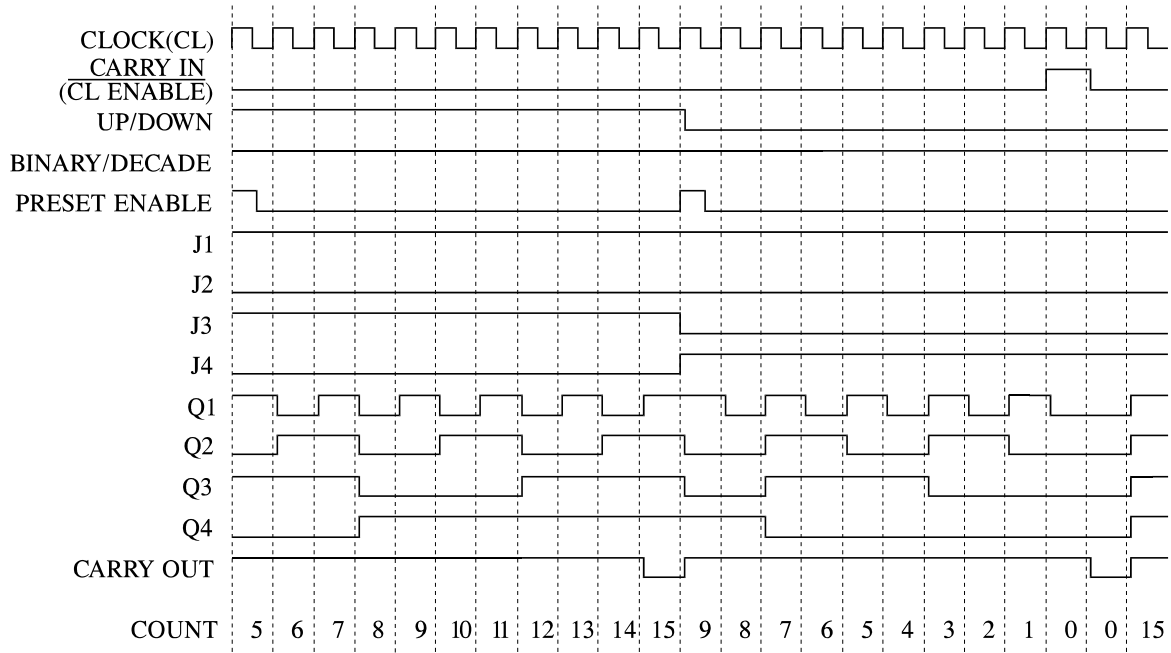 CLOCK(CL)
CARRY IN
(CL ENABLE)
UP/DOWN
BINARY/DECADE
PRESET ENABLE
J1
J2
J3
J4
Q1
Q2
Q3
Q4
CARRY OUT
COUNT 5 6 7 8 9 10 11 12 13 14 15 9 8 7 6 5 4 3 2 1 0 0 15